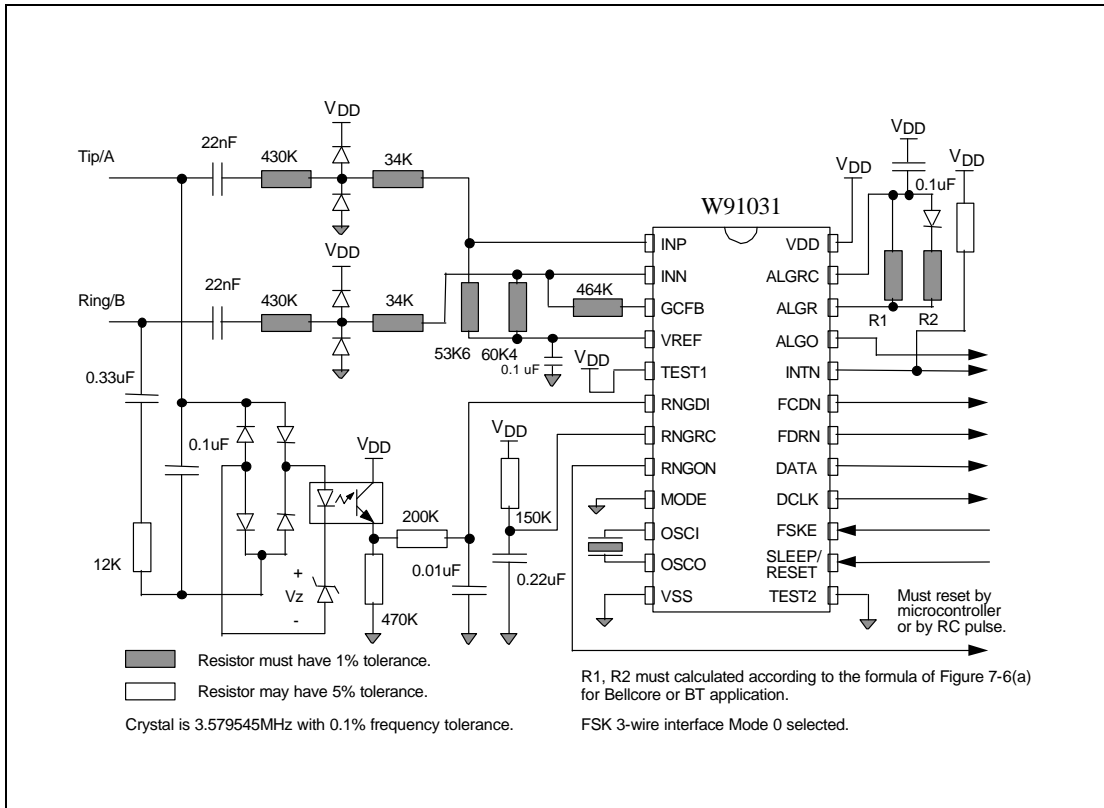 Tip/A
22nF
430K
VDD
34K
Ring/B
22nF
430K
VDD
34K
53K6
60K4
464K
0.1 uF
VDD
0.33uF
12K
0.1uF
VDD
+
Vz
-
200K
470K
0.01uF
VDD
150K
0.22uF
W91031
INP
INN
GCFB
VREF
TEST1
RNGDI
RNGRC
RNGON
MODE
OSCI
OSCO
VSS
VDD
ALGRC
ALGR
ALGO
INTN
FCDN
FDRN
DATA
DCLK
FSKE
SLEEP/
RESET
TEST2
VDD
VDD
0.1uF
VDD
R1
R2
Must reset by
microcontroller
or by RC pulse.
Resistor must have 1% tolerance.
Resistor may have 5% tolerance.
Crystal is 3.579545MHz with 0.1% frequency tolerance.
R1, R2 must calculated according to the formula of Figure 7-6(a)
for Bellcore or BT application.
FSK 3-wire interface Mode 0 selected.